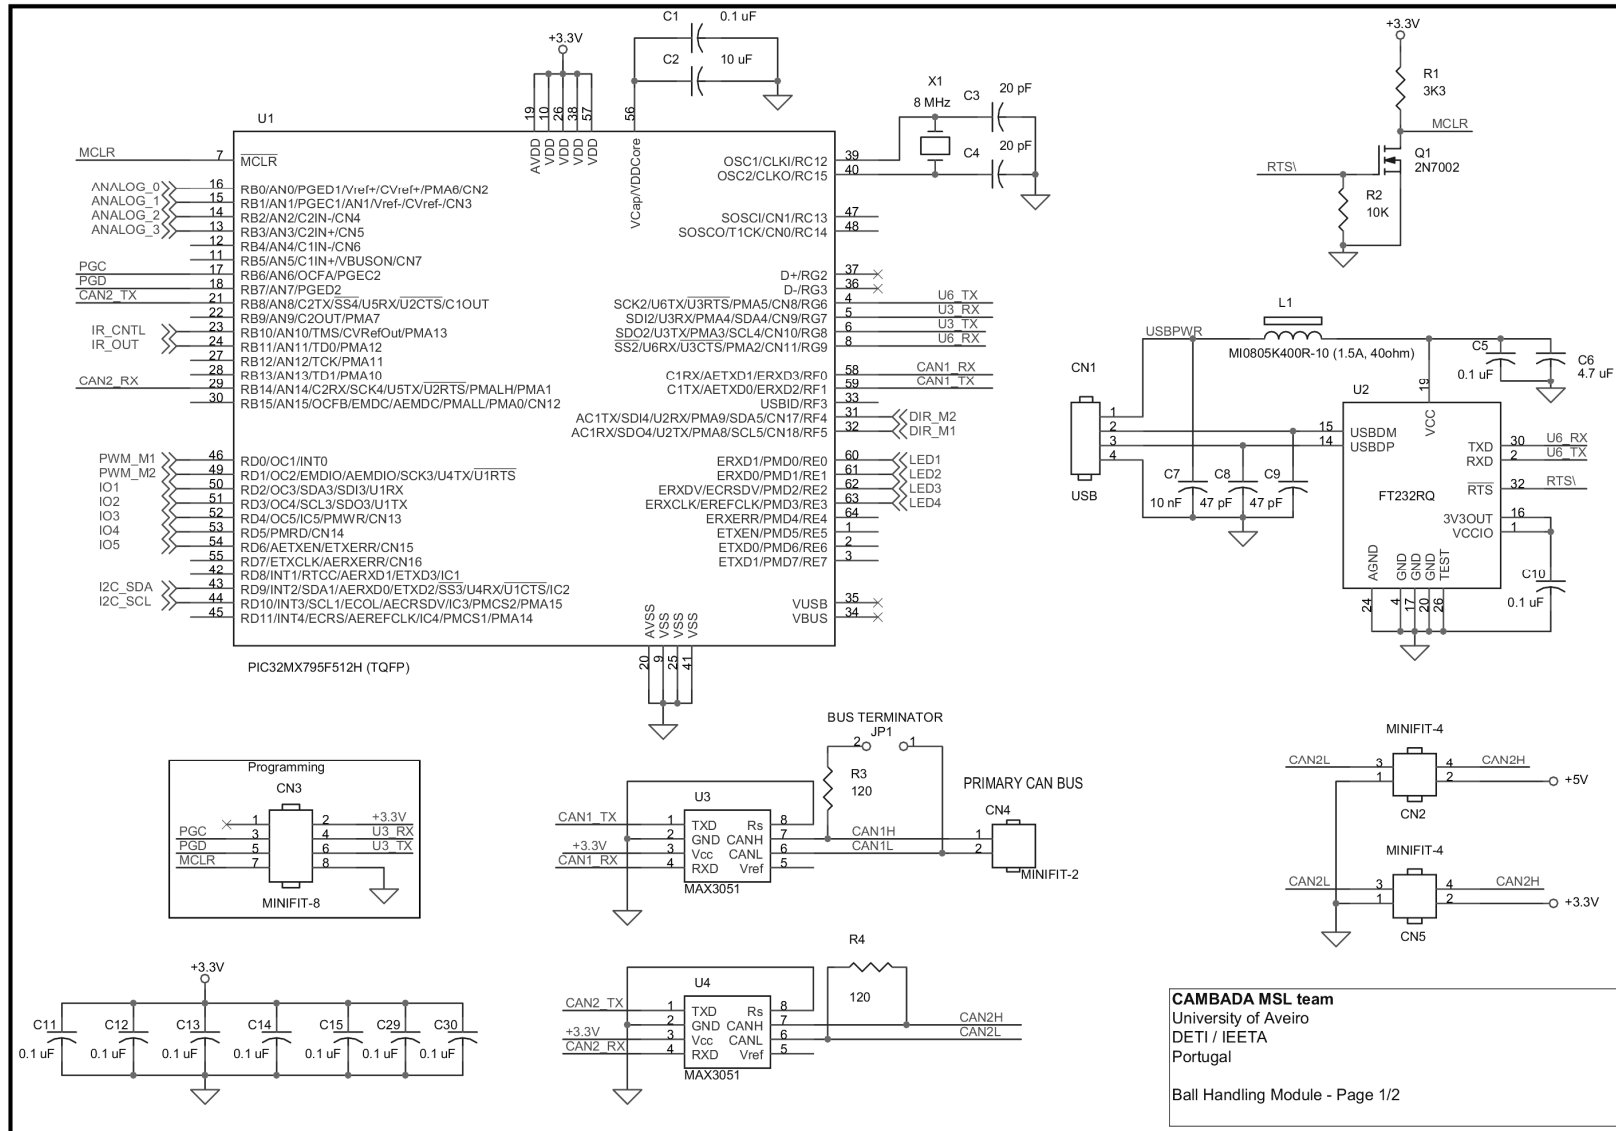 C1 0.1 uF
+3.3V
C2 10 uF
+3.3V
R1
3K3
MCLR
Q1
2N7002
RTS\
R2
10K
U1
19 10 26 38 57 56
AVDD VDD VDD VDD VDD VCap/VDDCore
X1
8 MHz
C3 20 pF
C4 20 pF
MCLR 7 MCLR
ANALOG_0 16 RB0/AN0/PGED1/Vref+/CVref+/PMA6/CN2
ANALOG_1 15 RB1/AN1/PGEC1/AN1/Vref-/CVref-/CN3
ANALOG_2 14 RB2/AN2/C2IN-/CN4
ANALOG_3 13 RB3/AN3/C2IN+/CN5
12 RB4/AN4/C1IN-/CN6
11 RB5/AN5/C1IN+/VBUSON/CN7
PGC 17 RB6/AN6/OCFA/PGEC2
PGD 18 RB7/AN7/PGED2
CAN2_TX 21 RB8/AN8/C2TX/SS4/U5RX/U2CTS/C1OUT
22 RB9/AN9/C2OUT/PMA7
IR_CNTL 23 RB10/AN10/TMS/CVRefOut/PMA13
IR_OUT 24 RB11/AN11/TD0/PMA12
27 RB12/AN12/TCK/PMA11
28 RB13/AN13/TD1/PMA10
CAN2_RX 29 RB14/AN14/C2RX/SCK4/U5TX/U2RTS/PMALH/PMA1
30 RB15/AN15/OCFB/EMDC/AEMDC/PMALL/PMA0/CN12
PWM_M1 46 RD0/OC1/INT0
PWM_M2 49 RD1/OC2/EMDIO/AEMDIO/SCK3/U4TX/U1RTS
IO1 50 RD2/OC3/SDA3/SDI3/U1RX
IO2 51 RD3/OC4/SCL3/SDO3/U1TX
IO3 52 RD4/OC5/IC5/PMWR/CN13
IO4 53 RD5/PMRD/CN14
IO5 54 RD6/AETXEN/ETXERR/CN15
55 RD7/ETXCLK/AERXERR/CN16
42 RD8/INT1/RTCC/AERXD1/ETXD3/IC1
I2C_SDA 43 RD9/INT2/SDA1/AERXD0/ETXD2/SS3/U4RX/U1CTS/IC2
I2C_SCL 44 RD10/INT3/SCL1/ECOL/AECRSDV/IC3/PMCS2/PMA15
45 RD11/INT4/ECRS/AEREFCLK/IC4/PMCS1/PMA14
OSC1/CLKI/RC12 39
OSC2/CLKO/RC15 40
SOSCI/CN1/RC13 47
SOSCO/T1CK/CN0/RC14 48
D+/RG2 37
D-/RG3 36
SCK2/U6TX/U3RTS/PMA5/CN8/RG6 4 U6_TX
SDI2/U3RX/PMA4/SDA4/CN9/RG7 5 U3_RX
SDO2/U3TX/PMA3/SCL4/CN10/RG8 6 U3_TX
SS2/U6RX/U3CTS/PMA2/CN11/RG9 8 U6_RX
C1RX/AETXD1/ERXD3/RF0 58 CAN1_RX
C1TX/AETXD0/ERXD2/RF1 59 CAN1_TX
USBID/RF3 33
AC1TX/SDI4/U2RX/PMA9/SDA5/CN17/RF4 31 DIR_M2
AC1RX/SDO4/U2TX/PMA8/SCL5/CN18/RF5 32 DIR_M1
ERXD1/PMD0/RE0 60 LED1
ERXD0/PMD1/RE1 61 LED2
ERXDV/ECRSDV/PMD2/RE2 62 LED3
ERXCLK/EREFCLK/PMD3/RE3 63 LED4
ERXERR/PMD4/RE4 64
ETXEN/PMD5/RE5 1
ETXD0/PMD6/RE6 2
ETXD1/PMD7/RE7 3
VUSB 35
VBUS 34
AVSS VSS VSS VSS
20 9 25 41
PIC32MX795F512H (TQFP)
L1
USBPWR
MI0805K400R-10 (1.5A, 40ohm)
C5
0.1 uF
C6
4.7 uF
CN1
1
2
3
4
USB
C7
10 nF
C8
47 pF
C9
47 pF
U2
19
VCC
15 USBDM
14 USBDP
TXD 30 U6_RX
RXD 2 U6_TX
RTS 32 RTS\
FT232RQ
3V3OUT 16
VCCIO 1
AGND GND GND GND TEST
24 4 17 20 26
C10
0.1 uF
Programming
CN3
1 2 +3.3V
PGC 3 4 U3_RX
PGD 5 6 U3_TX
MCLR 7 8
MINIFIT-8
BUS TERMINATOR
JP1
2 1
R3
120
PRIMARY CAN BUS
CN4
U3
CAN1_TX 1 TXD Rs 8
2 GND CANH 7 CAN1H 1
+3.3V 3 Vcc CANL 6 CAN1L 2
CAN1_RX 4 RXD Vref 5
MINIFIT-2
MAX3051
MINIFIT-4
CAN2L 3 4 CAN2H
1 2 +5V
CN2
MINIFIT-4
CAN2L 3 4 CAN2H
1 2 +3.3V
CN5
+3.3V
C11 C12 C13 C14 C15 C29 C30
0.1 uF 0.1 uF 0.1 uF 0.1 uF 0.1 uF 0.1 uF 0.1 uF
R4
120
U4
CAN2_TX 1 TXD Rs 8
2 GND CANH 7 CAN2H
+3.3V 3 Vcc CANL 6 CAN2L
CAN2_RX 4 RXD Vref 5
MAX3051
CAMBADA MSL team
University of Aveiro
DETI / IEETA
Portugal
Ball Handling Module - Page 1/2